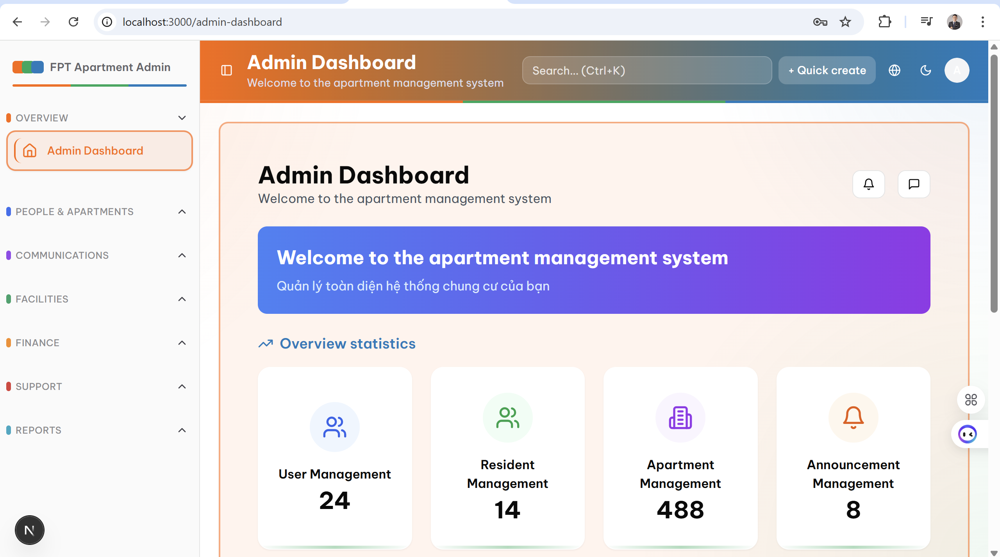 localhost:3000/admin-dashboard
FPT Apartment Admin
OVERVIEW
Admin Dashboard
PEOPLE & APARTMENTS
COMMUNICATIONS
FACILITIES
FINANCE
SUPPORT
REPORTS
N
Admin Dashboard
Welcome to the apartment management system
Search... (Ctrl+K)
+ Quick create
A
Admin Dashboard
Welcome to the apartment management system
Welcome to the apartment management system
Quản lý toàn diện hệ thống chung cư của bạn
Overview statistics
User Management
24
Resident
Management
14
Apartment
Management
488
Announcement
Management
8